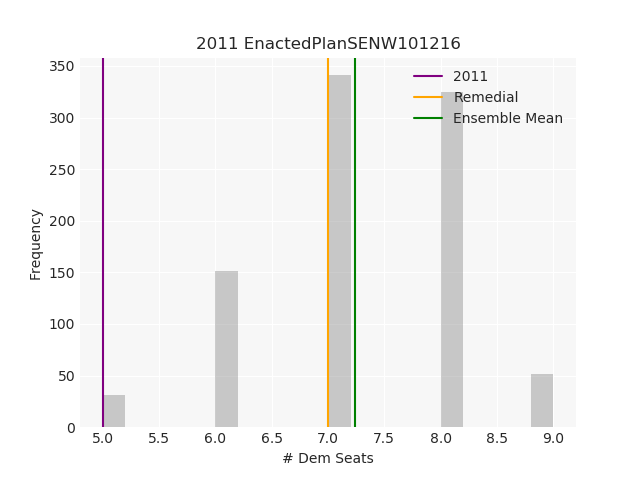 2011 EnactedPlanSENW101216
350
300
250
200
150
100
50
0
Frequency
2011
Remedial
Ensemble Mean
5.0 5.5 6.0 6.5 7.0 7.5 8.0 8.5 9.0
# Dem Seats